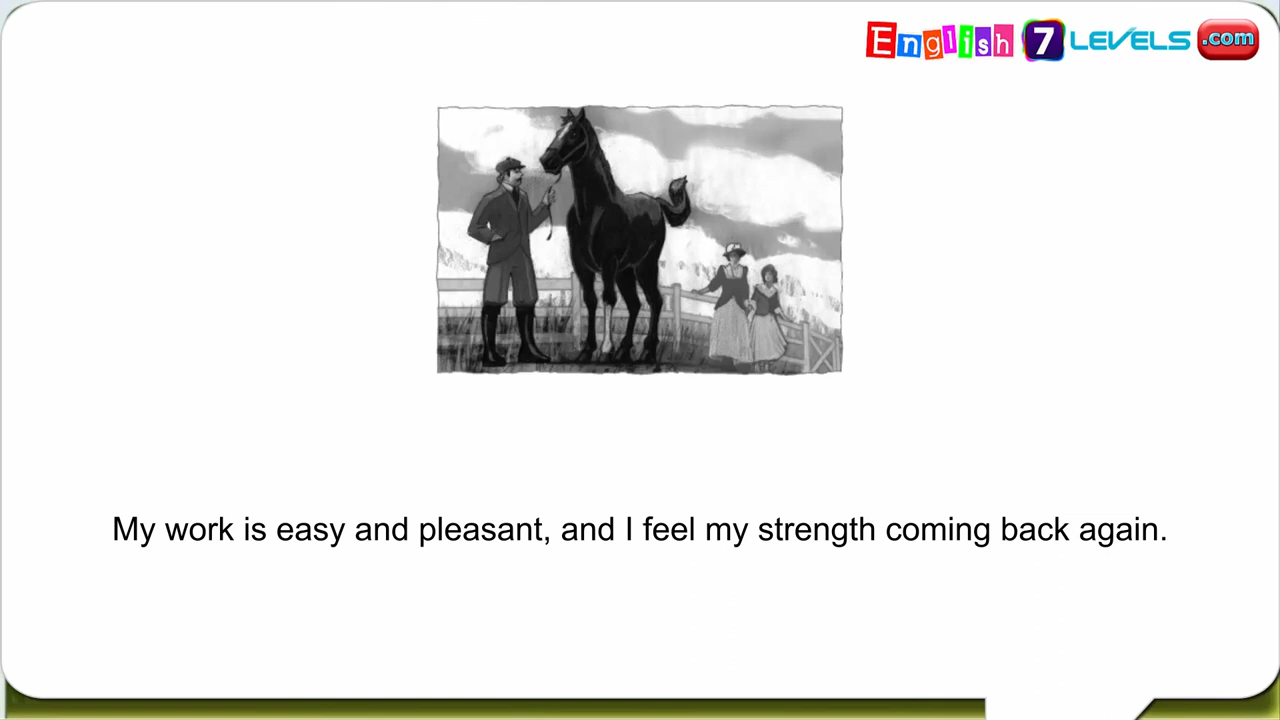 English 7 LEVELS .com
My work is easy and pleasant, and I feel my strength coming back again.